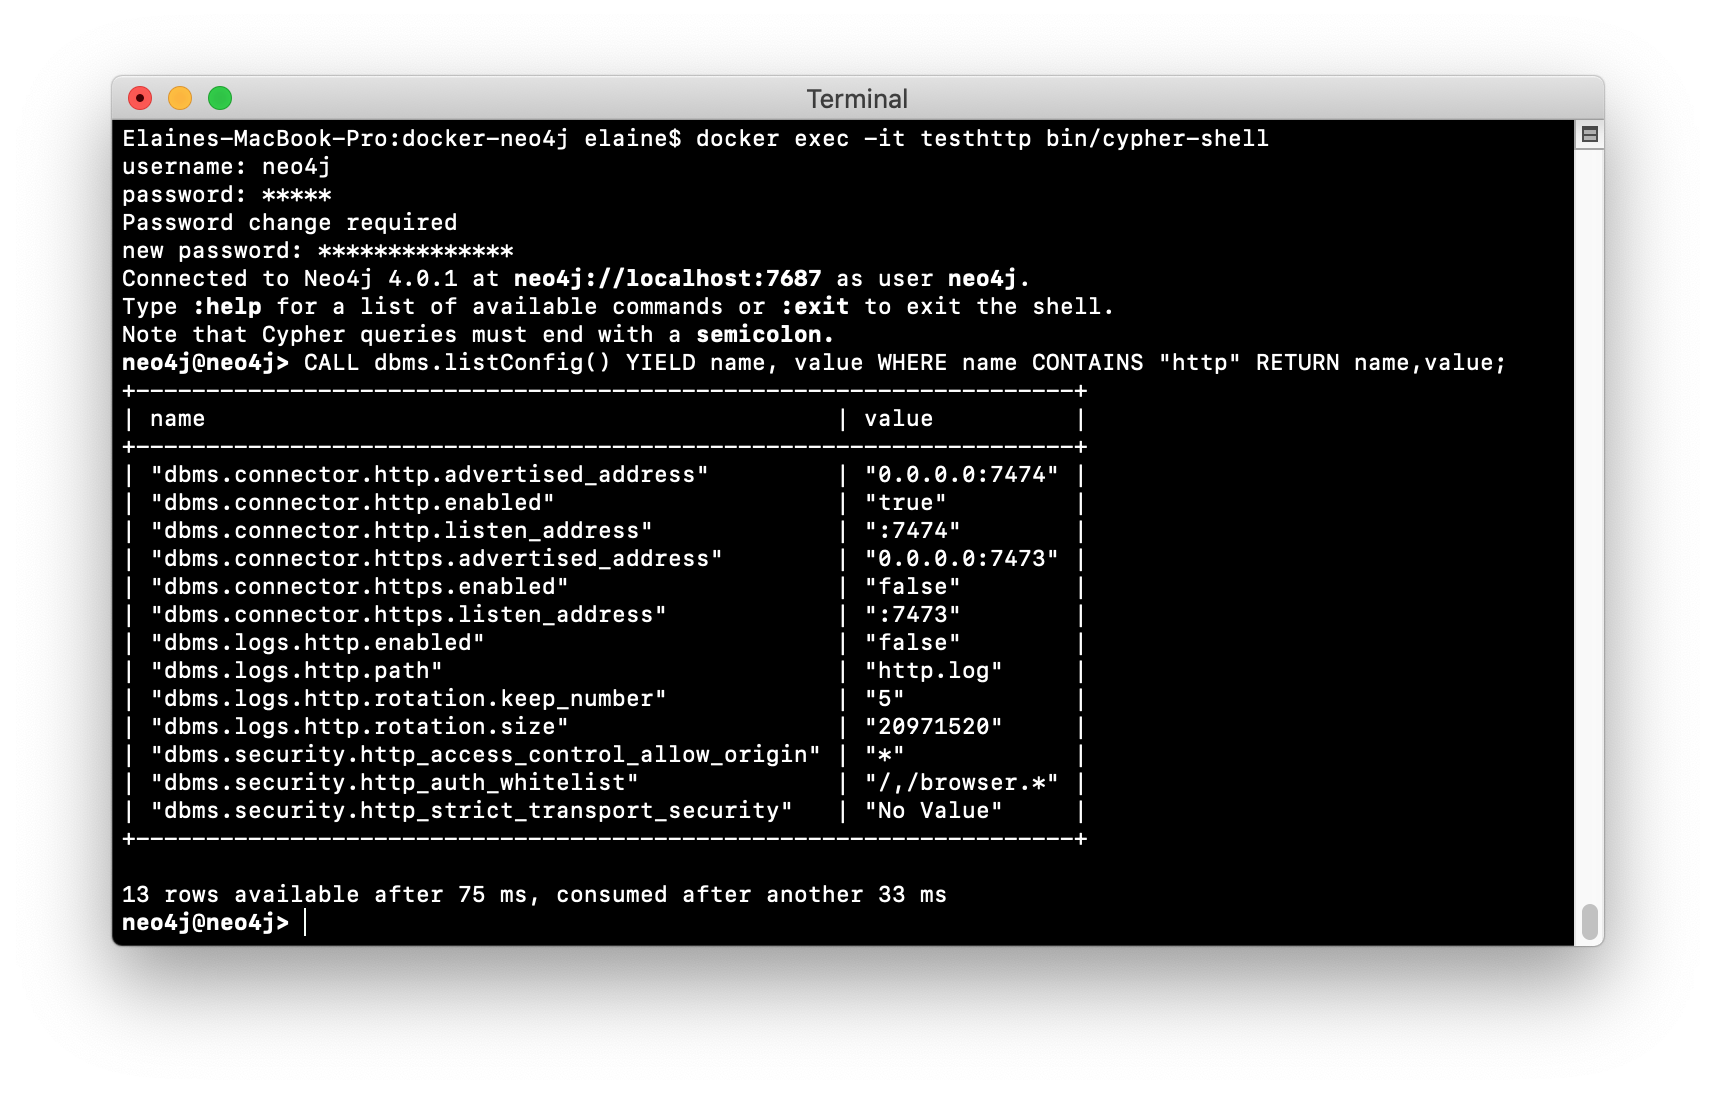 Terminal
Elaines-MacBook-Pro:docker-neo4j elaine$ docker exec -it testhttp bin/cypher-shell
username: neo4j
password: *****
Password change required
new password: **************
Connected to Neo4j 4.0.1 at neo4j://localhost:7687 as user neo4j.
Type :help for a list of available commands or :exit to exit the shell.
Note that Cypher queries must end with a semicolon.
neo4j@neo4j> CALL dbms.listConfig() YIELD name, value WHERE name CONTAINS "http" RETURN name,value;
+-------------------------------------------------------------------+
| name                                              | value         |
+-------------------------------------------------------------------+
| "dbms.connector.http.advertised_address"          | "0.0.0.0:7474" |
| "dbms.connector.http.enabled"                     | "true"         |
| "dbms.connector.http.listen_address"              | ":7474"        |
| "dbms.connector.https.advertised_address"         | "0.0.0.0:7473" |
| "dbms.connector.https.enabled"                    | "false"        |
| "dbms.connector.https.listen_address"             | ":7473"        |
| "dbms.logs.http.enabled"                          | "false"        |
| "dbms.logs.http.path"                             | "http.log"     |
| "dbms.logs.http.rotation.keep_number"             | "5"            |
| "dbms.logs.http.rotation.size"                    | "20971520"     |
| "dbms.security.http_access_control_allow_origin" | "*"            |
| "dbms.security.http_auth_whitelist"               | "/,/browser.*" |
| "dbms.security.http_strict_transport_security"   | "No Value"     |
+-------------------------------------------------------------------+
13 rows available after 75 ms, consumed after another 33 ms
neo4j@neo4j>